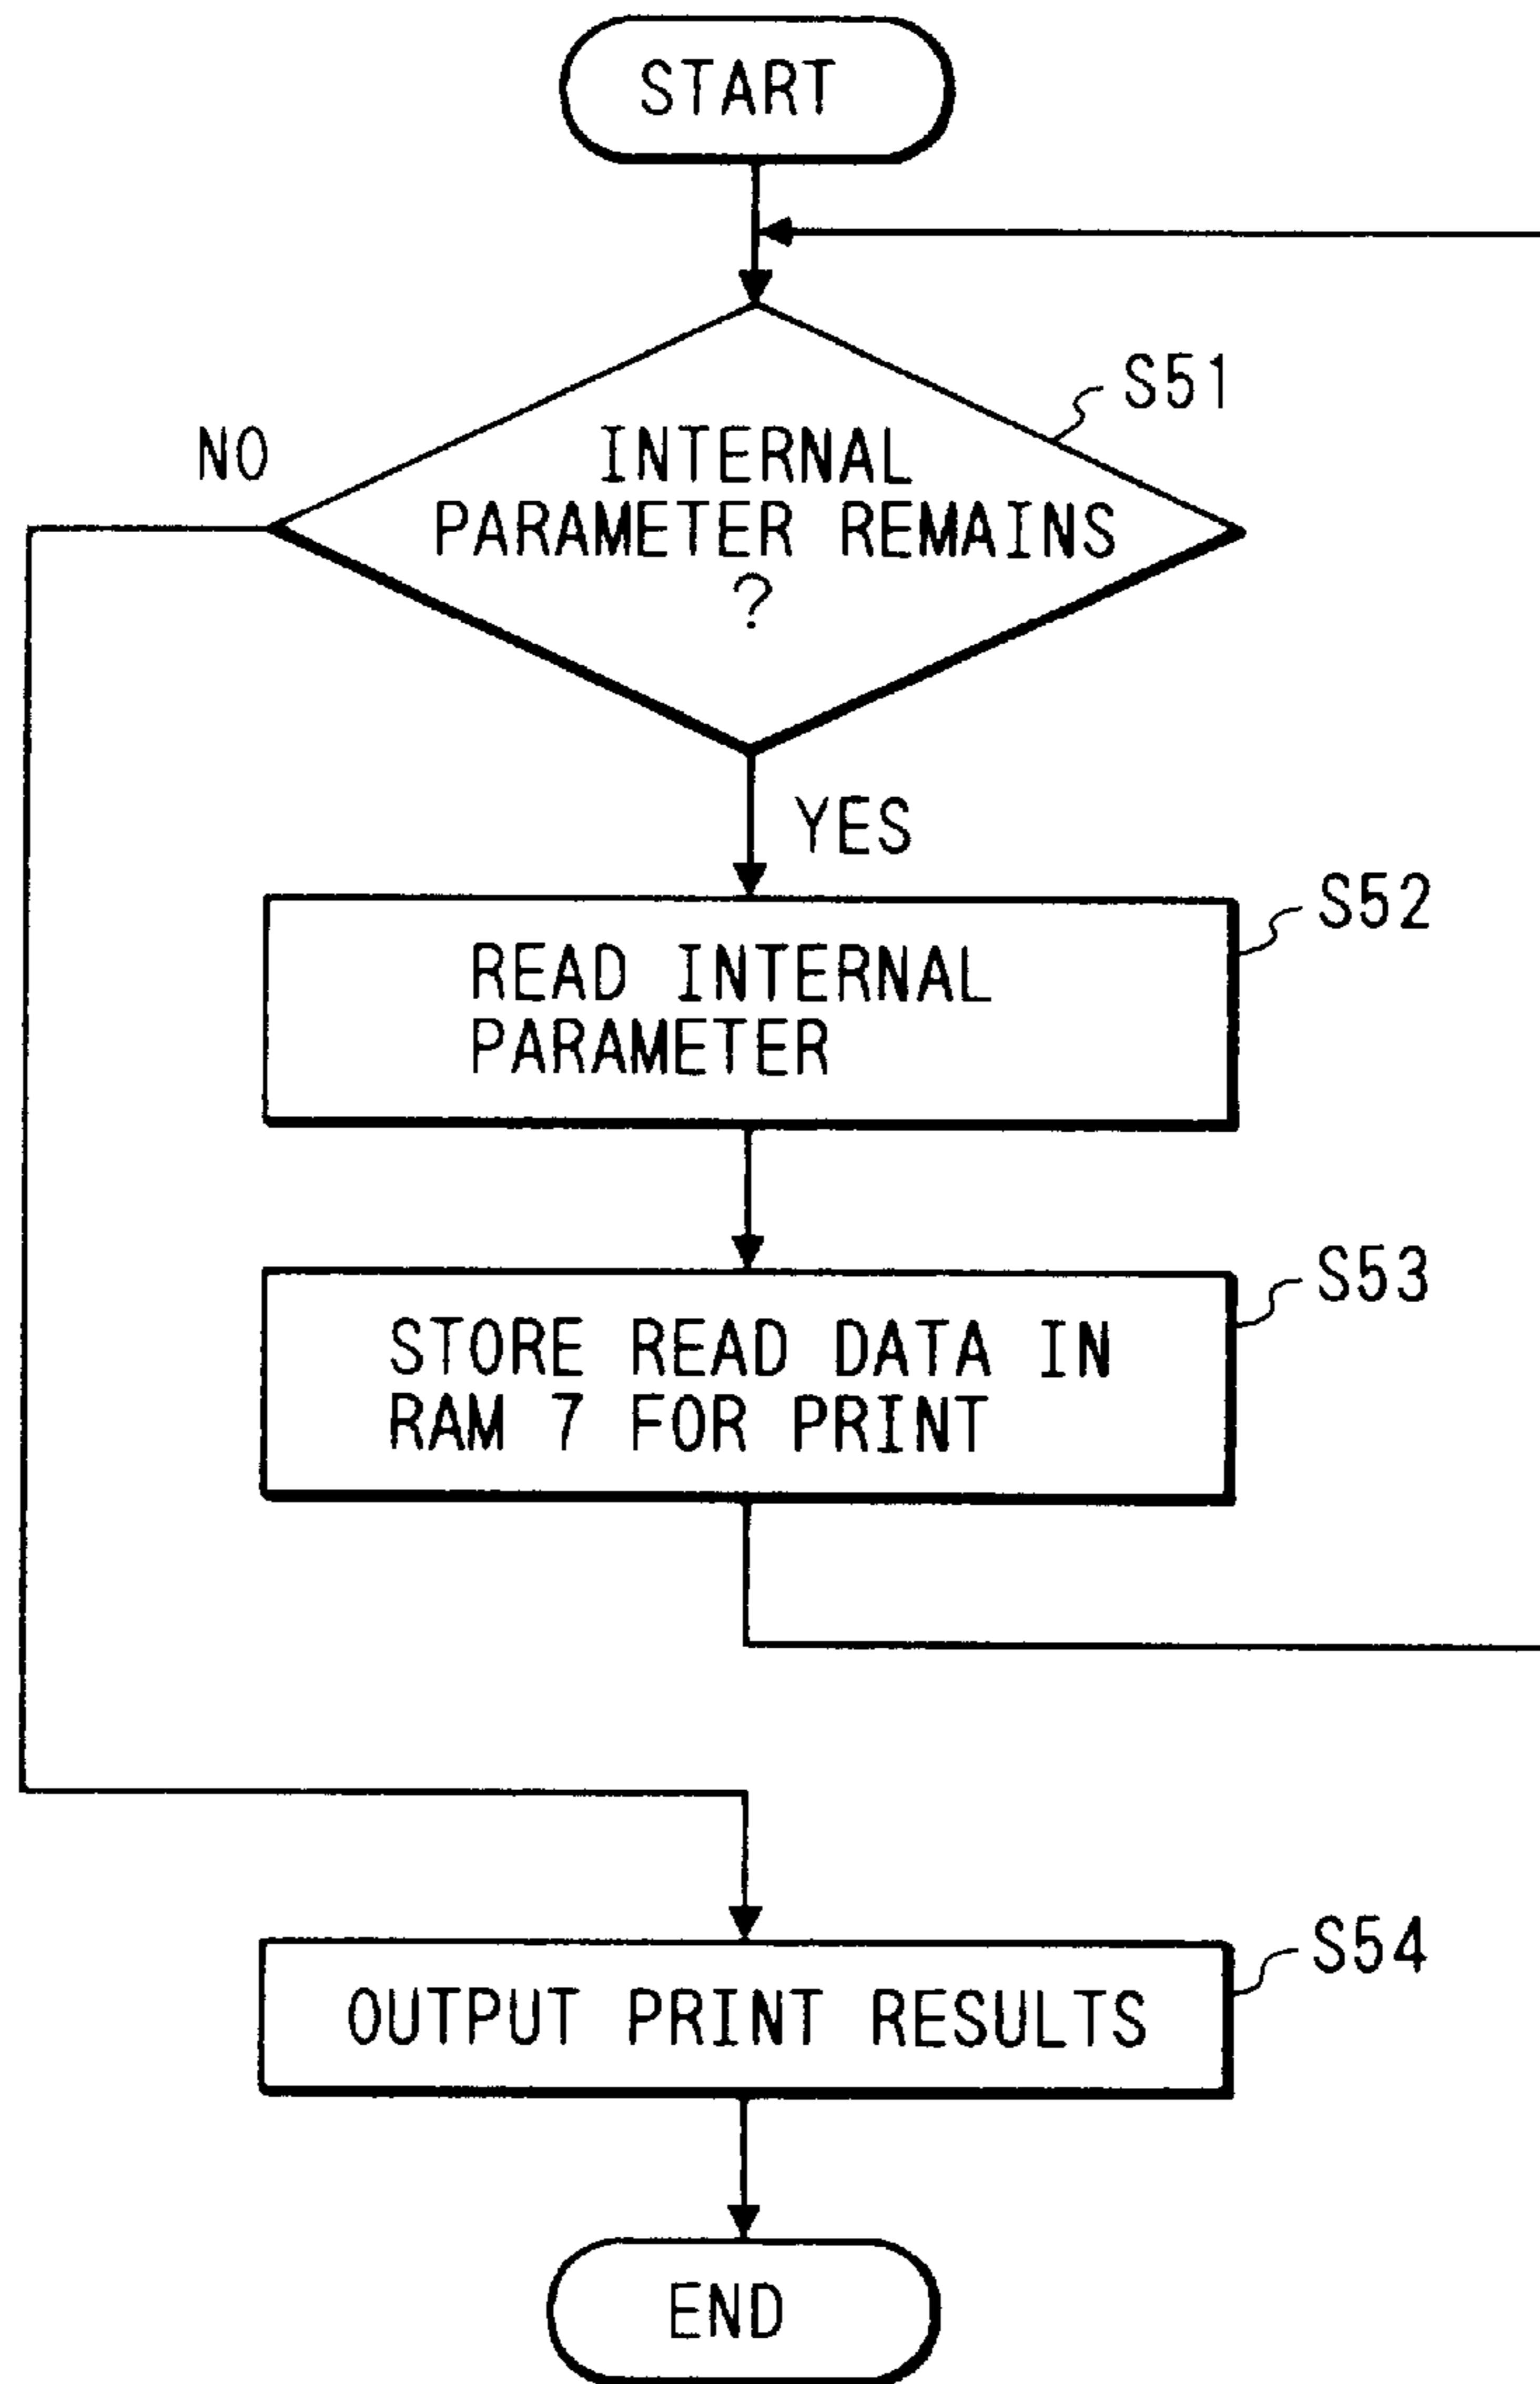 START
S51
NO
INTERNAL
PARAMETER REMAINS
?
YES
S52
READ INTERNAL
PARAMETER
S53
STORE READ DATA IN
RAM 7 FOR PRINT
S54
OUTPUT PRINT RESULTS
END